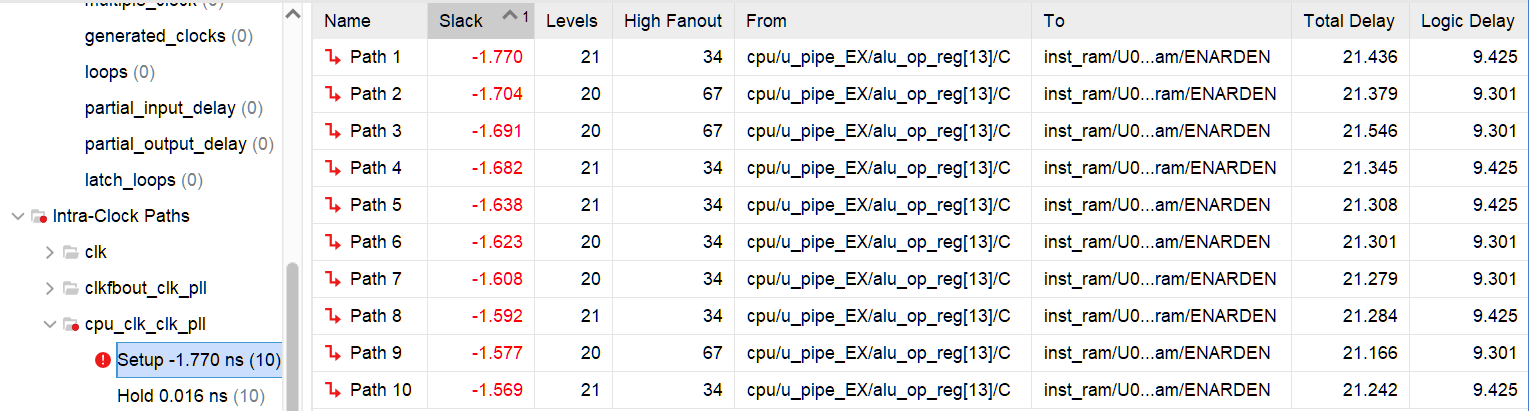 multiple_clock (0)
generated_clocks (0)
loops (0)
partial_input_delay (0)
partial_output_delay (0)
latch_loops (0)
Intra-Clock Paths
clk
clkfbout_clk_pll
cpu_clk_clk_pll
Setup -1.770 ns (10)
Hold 0.016 ns (10)
Name Slack 1 Levels High Fanout From To Total Delay Logic Delay
Path 1 -1.770 21 34 cpu/u_pipe_EX/alu_op_reg[13]/C inst_ram/U0...am/ENARDEN 21.436 9.425
Path 2 -1.704 20 67 cpu/u_pipe_EX/alu_op_reg[13]/C inst_ram/U0...ram/ENARDEN 21.379 9.301
Path 3 -1.691 20 67 cpu/u_pipe_EX/alu_op_reg[13]/C inst_ram/U0...am/ENARDEN 21.546 9.301
Path 4 -1.682 21 34 cpu/u_pipe_EX/alu_op_reg[13]/C inst_ram/U0...am/ENARDEN 21.345 9.425
Path 5 -1.638 21 34 cpu/u_pipe_EX/alu_op_reg[13]/C inst_ram/U0...am/ENARDEN 21.308 9.425
Path 6 -1.623 20 34 cpu/u_pipe_EX/alu_op_reg[13]/C inst_ram/U0...am/ENARDEN 21.301 9.301
Path 7 -1.608 20 34 cpu/u_pipe_EX/alu_op_reg[13]/C inst_ram/U0...ram/ENARDEN 21.279 9.301
Path 8 -1.592 21 34 cpu/u_pipe_EX/alu_op_reg[13]/C inst_ram/U0...am/ENARDEN 21.284 9.425
Path 9 -1.577 20 67 cpu/u_pipe_EX/alu_op_reg[13]/C inst_ram/U0...am/ENARDEN 21.166 9.301
Path 10 -1.569 21 34 cpu/u_pipe_EX/alu_op_reg[13]/C inst_ram/U0...am/ENARDEN 21.242 9.425